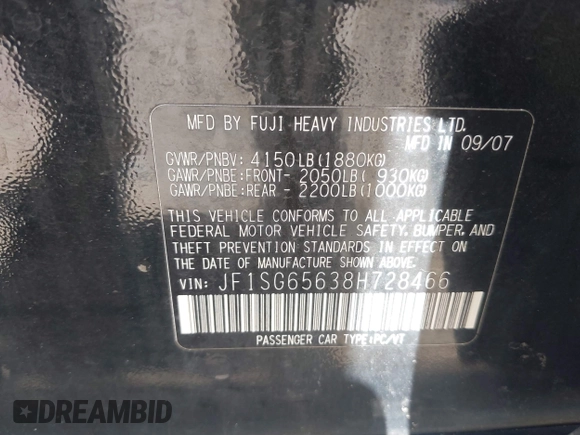 MFD BY FUJI HEAVY INDUSTRIES LTD.
MFD IN 09/07
GVWR/PNBV: 4150LB(1880KG)
GAWR/PNBE:FRONT- 2050LB( 930KG)
GAWR/PNBE:REAR - 2200LB(1000KG)
THIS VEHICLE CONFORMS TO ALL APPLICABLE
FEDERAL MOTOR VEHICLE SAFETY, BUMPER, AND
THEFT PREVENTION STANDARDS IN EFFECT ON
THE DATE OF MANUFACTURE SHOWN ABOVE.
VIN: JF1SG65638H728466
PASSENGER CAR TYPE:PC/VT
DREAMBID